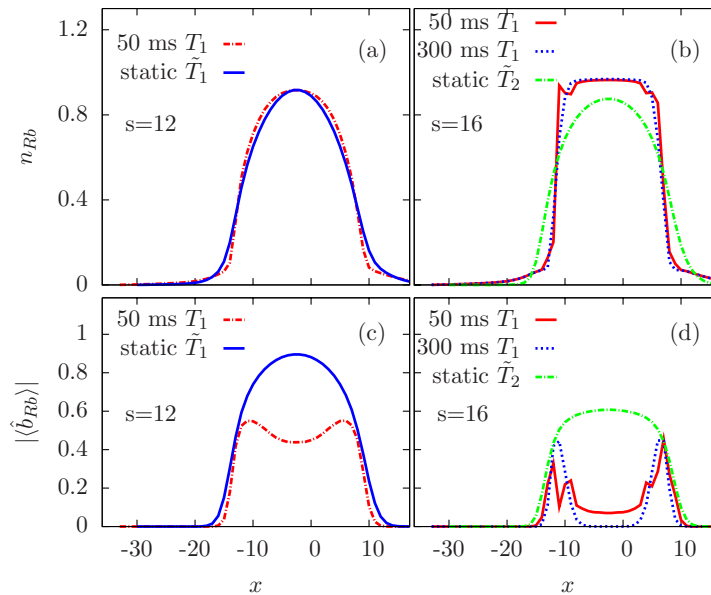 1.2
0.8
0.4
0
n_{Rb}
50 ms T_1
static T̃_1
(a)
s=12
50 ms T_1
300 ms T_1
static T̃_2
(b)
s=16
1
0.8
0.6
0.4
0.2
0
|⟨b̂_{Rb}⟩|
50 ms T_1
static T̃_1
(c)
s=12
50 ms T_1
300 ms T_1
static T̃_2
(d)
s=16
-30 -20 -10 0 10
-30 -20 -10 0 10
x
x